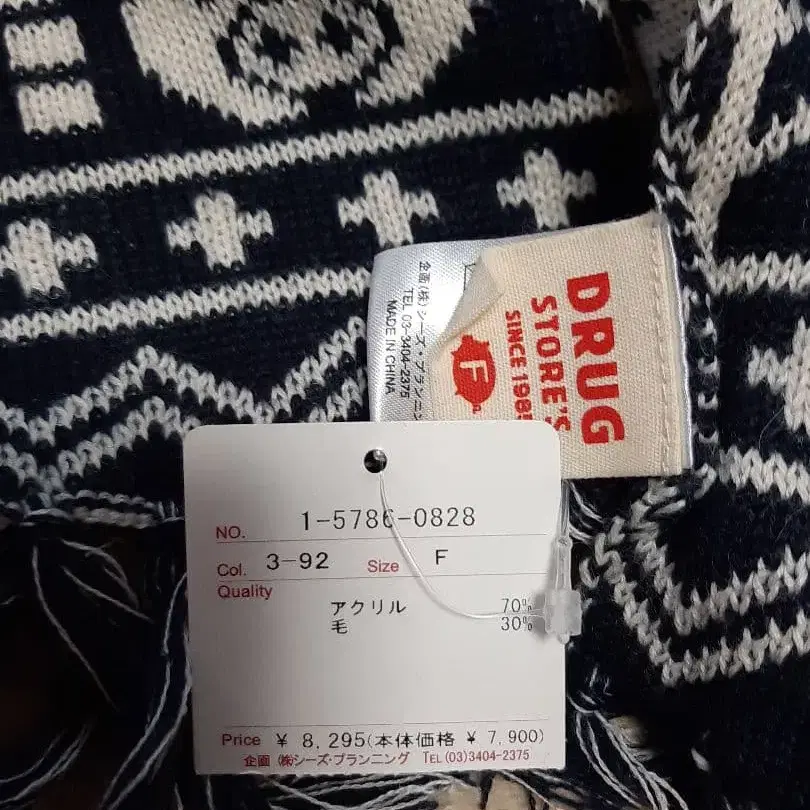 DRUG
STORE'S
SINCE 198
F
企画(株)シーズ・プランニン
TEL 03-3404-2375
MADE IN CHINA
NO. 1-5786-0828
Col. 3-92 Size F
Quality
アクリル 70%
毛 30%
Price ¥ 8,295(本体価格 ¥ 7,900)
企画 (株)シーズ・プランニング TEL(03)3404-2375